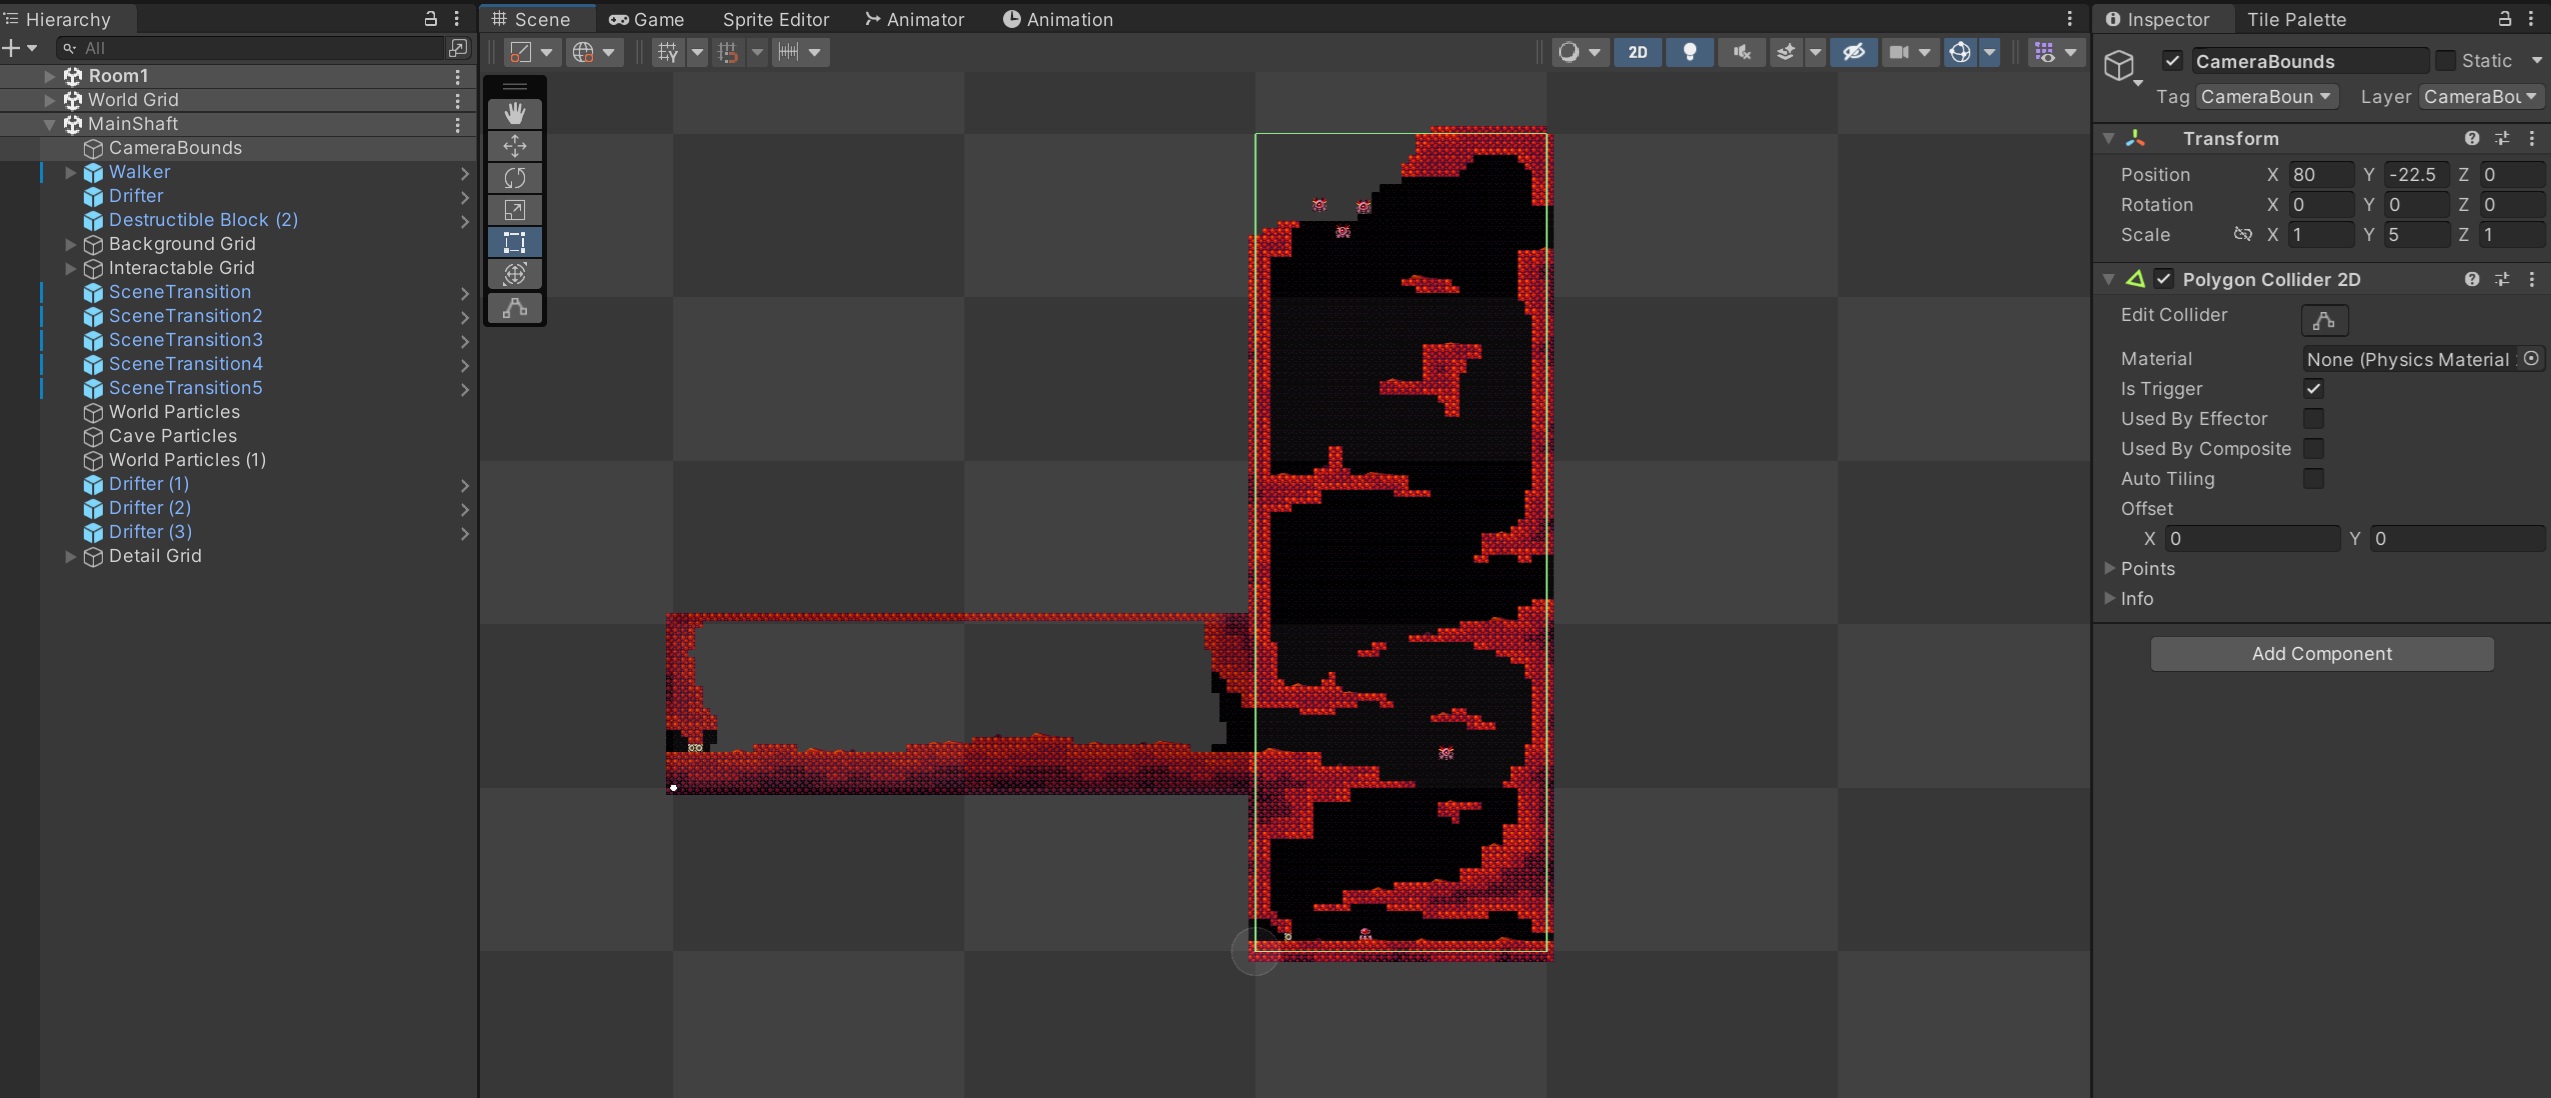 Hierarchy
All
Room1
World Grid
MainShaft
CameraBounds
Walker
Drifter
Destructible Block (2)
Background Grid
Interactable Grid
SceneTransition
SceneTransition2
SceneTransition3
SceneTransition4
SceneTransition5
World Particles
Cave Particles
World Particles (1)
Drifter (1)
Drifter (2)
Drifter (3)
Detail Grid
Scene Game Sprite Editor Animator Animation
2D
Inspector Tile Palette
CameraBounds Static
Tag CameraBoun Layer CameraBou
Transform
Position X 80 Y -22.5 Z 0
Rotation X 0 Y 0 Z 0
Scale X 1 Y 5 Z 1
Polygon Collider 2D
Edit Collider
Material None (Physics Material
Is Trigger
Used By Effector
Used By Composite
Auto Tiling
Offset
X 0 Y 0
Points
Info
Add Component